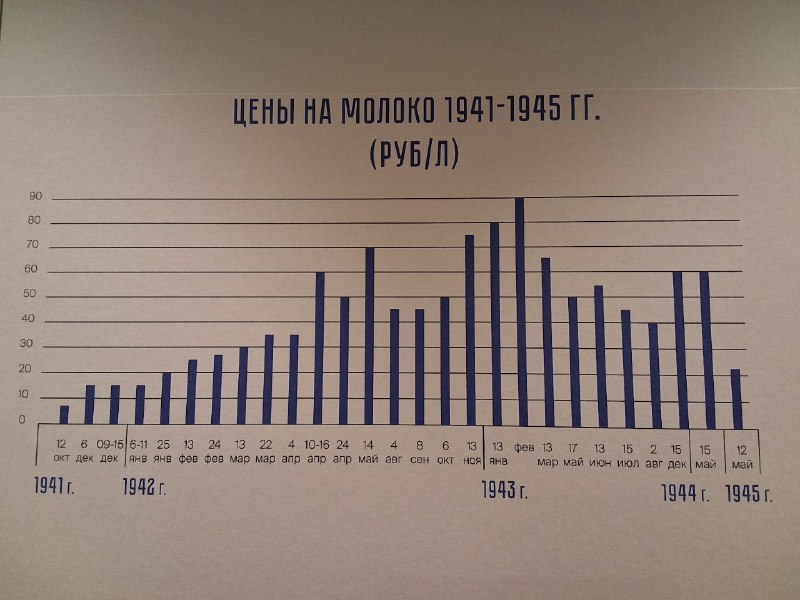 ЦЕНЫ НА МОЛОКО 1941-1945 ГГ.
(РУБ/Л)
90
80
70
60
50
40
30
20
10
0
12 6 09-15 6-11 25 13 24 13 22 4 10-16 24 14 4 8 6 13 13 фев 13 17 13 15 2 15 15 12
окт дек дек янв янв фев фев мар мар апр апр апр май авг сен окт ноя янв мар май июн июл авг дек май май
1941 г. 1942 г. 1943 г. 1944 г. 1945 г.